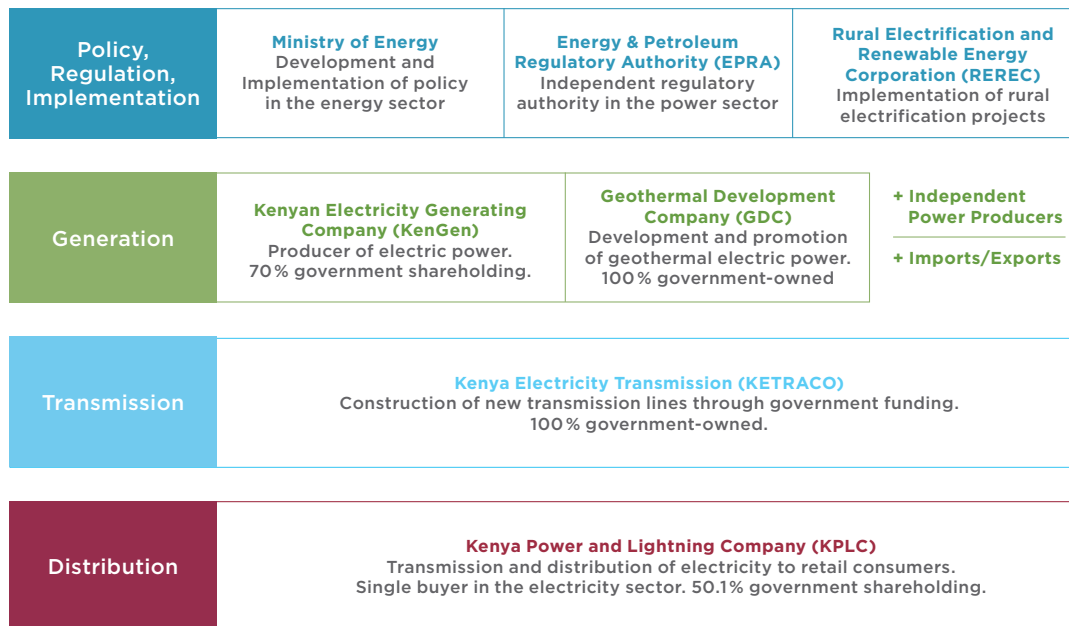 Policy,
Regulation,
Implementation
Ministry of Energy
Development and
Implementation of policy
in the energy sector
Energy & Petroleum
Regulatory Authority (EPRA)
Independent regulatory
authority in the power sector
Rural Electrification and
Renewable Energy
Corporation (REREC)
Implementation of rural
electrification projects
Generation
Kenyan Electricity Generating
Company (KenGen)
Producer of electric power.
70% government shareholding.
Geothermal Development
Company (GDC)
Development and promotion
of geothermal electric power.
100% government-owned
+ Independent
Power Producers
+ Imports/Exports
Transmission
Kenya Electricity Transmission (KETRACO)
Construction of new transmission lines through government funding.
100% government-owned.
Distribution
Kenya Power and Lightning Company (KPLC)
Transmission and distribution of electricity to retail consumers.
Single buyer in the electricity sector. 50.1% government shareholding.